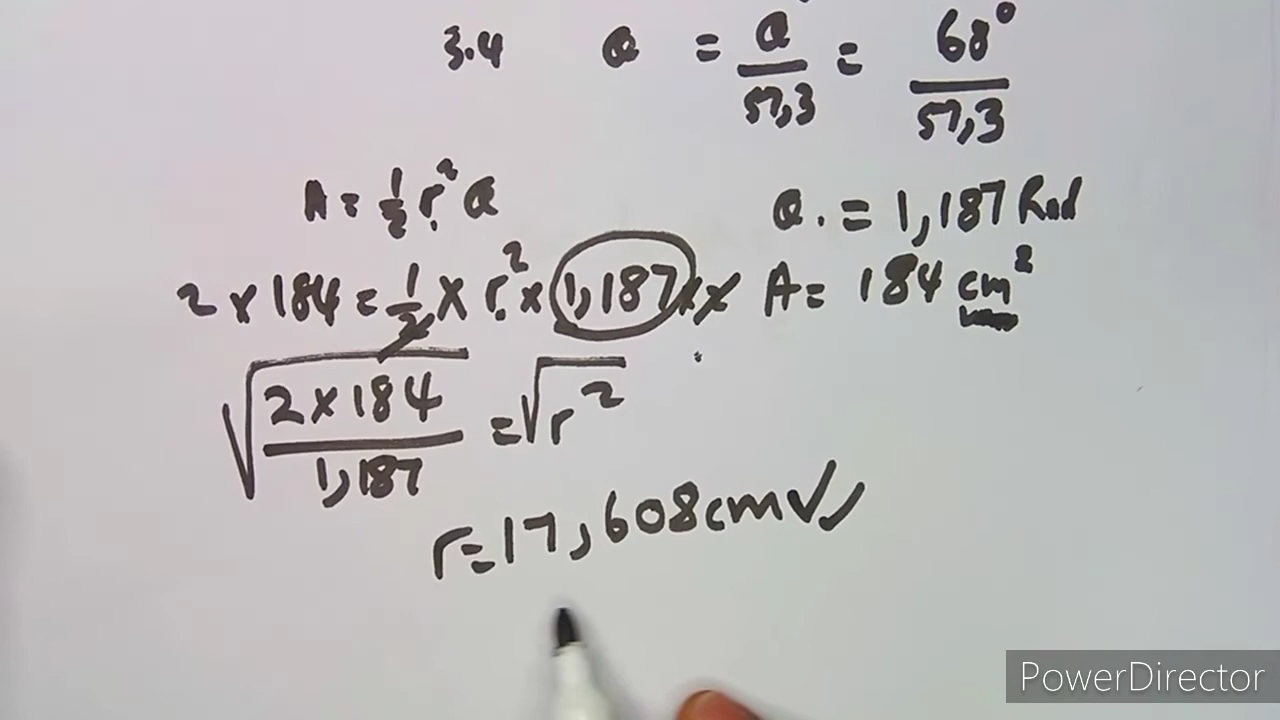 3.4 θ = θ° / 57,3 = 68° / 57,3
A = 1/2 r² θ
θ. = 1,187 Rad
2 × 184 = 1/2 × r² × 1,187 × ×
A = 184 cm²
√(2 × 184 / 1,187) = √r²
r = 17,608 cm
PowerDirector